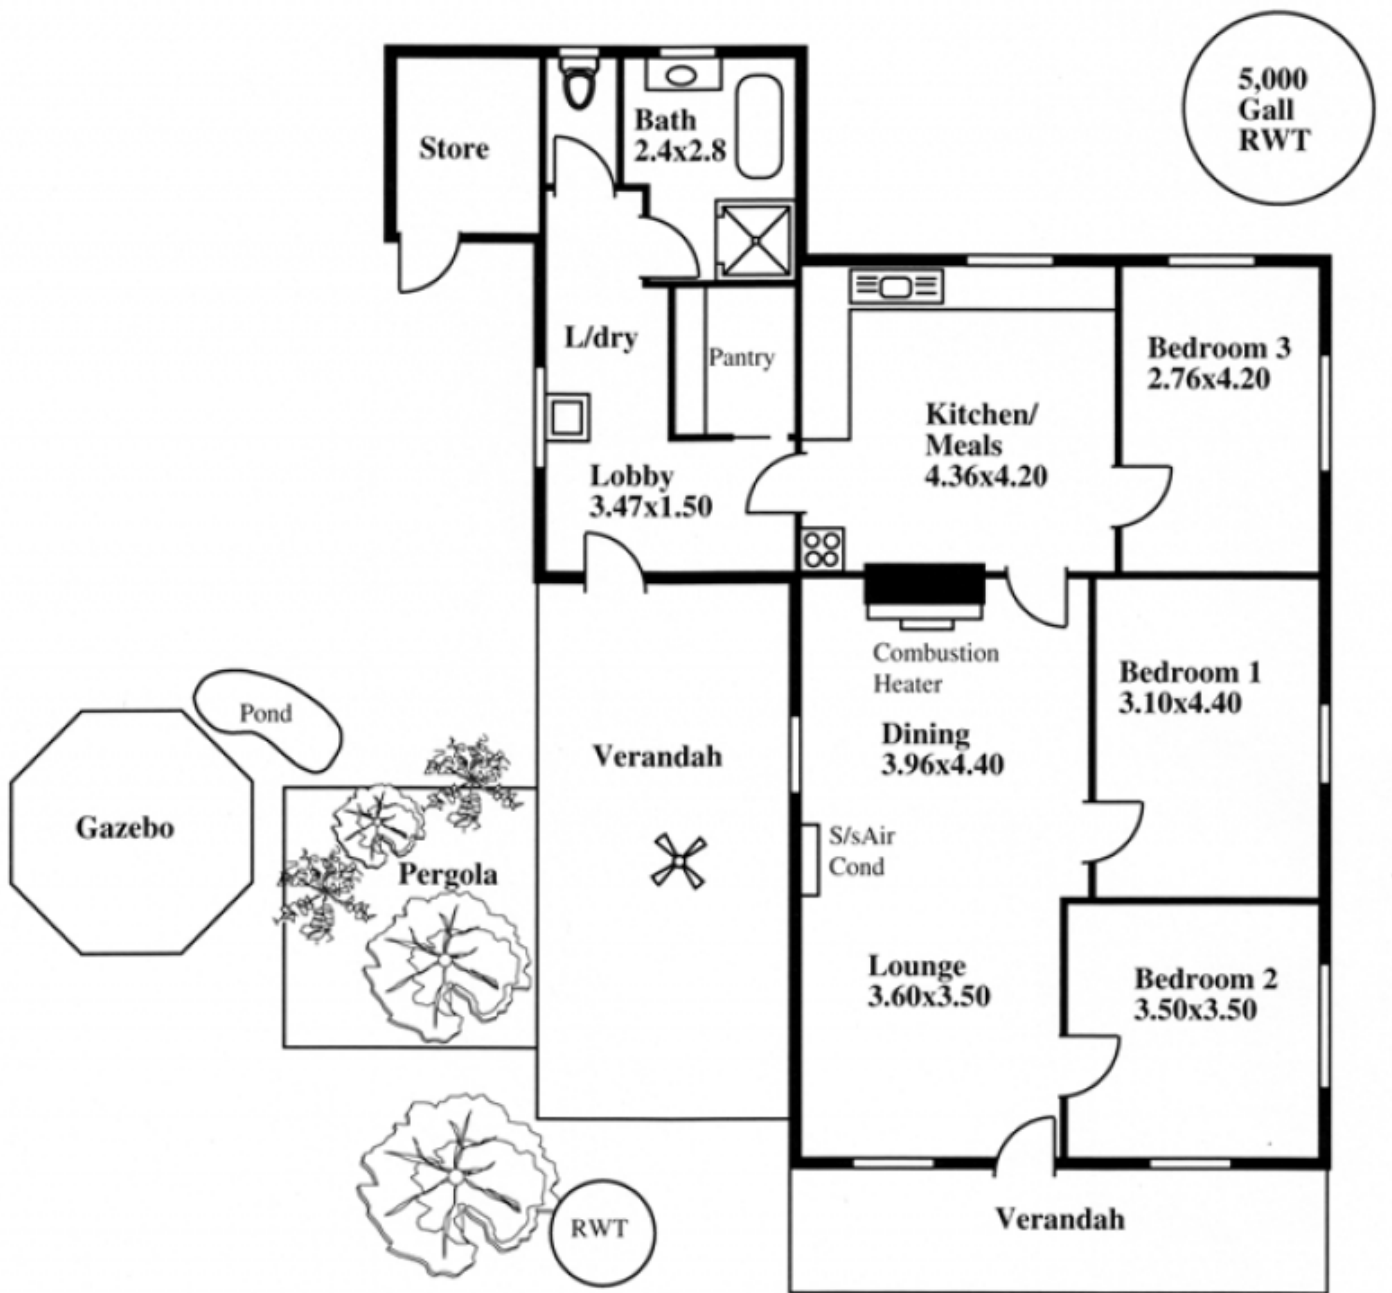 5,000
Gall
RWT
Store
Bath
2.4x2.8
L/dry
Pantry
Bedroom 3
2.76x4.20
Kitchen/
Meals
4.36x4.20
Lobby
3.47x1.50
Combustion
Heater
Bedroom 1
3.10x4.40
Pond
Verandah
Dining
3.96x4.40
Gazebo
S/sAir
Cond
Pergola
Lounge
3.60x3.50
Bedroom 2
3.50x3.50
RWT
Verandah